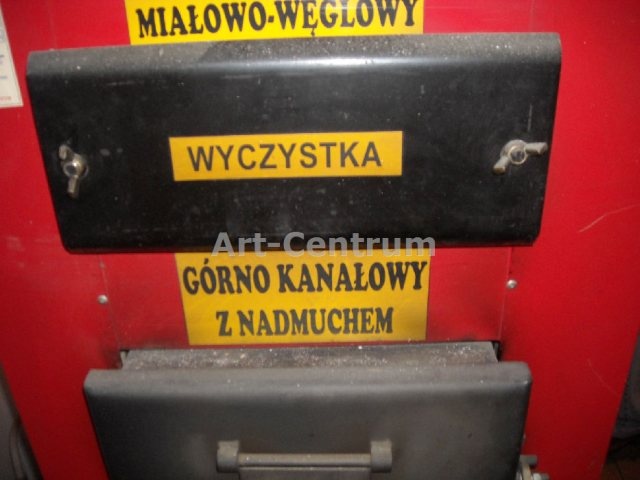 MIAŁOWO-WĘGLOWY
WYCZYSTKA
Art-Centrum
GÓRNO KANAŁOWY
Z NADMUCHEM